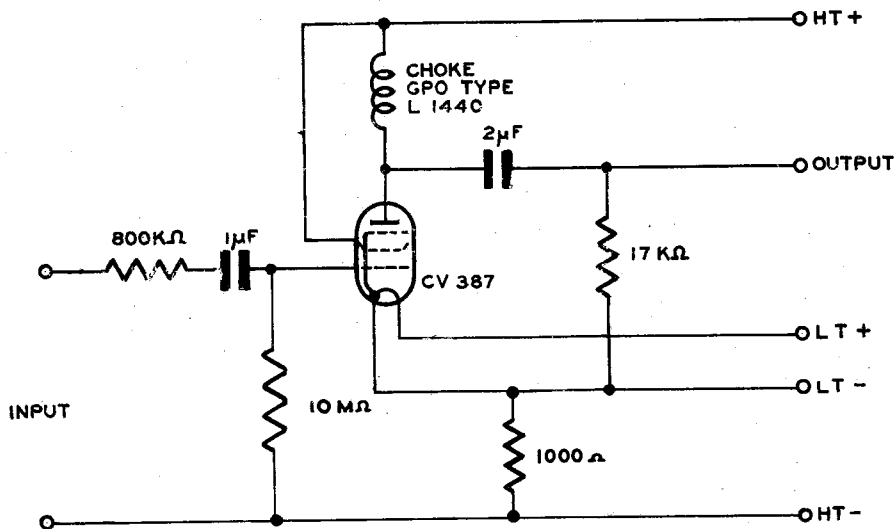 HT+
CHOKE
GPO TYPE
L 1440
2µF
OUTPUT
800KΩ
1µF
17 KΩ
CV 387
LT+
LT-
INPUT
10 MΩ
1000 Ω
HT-